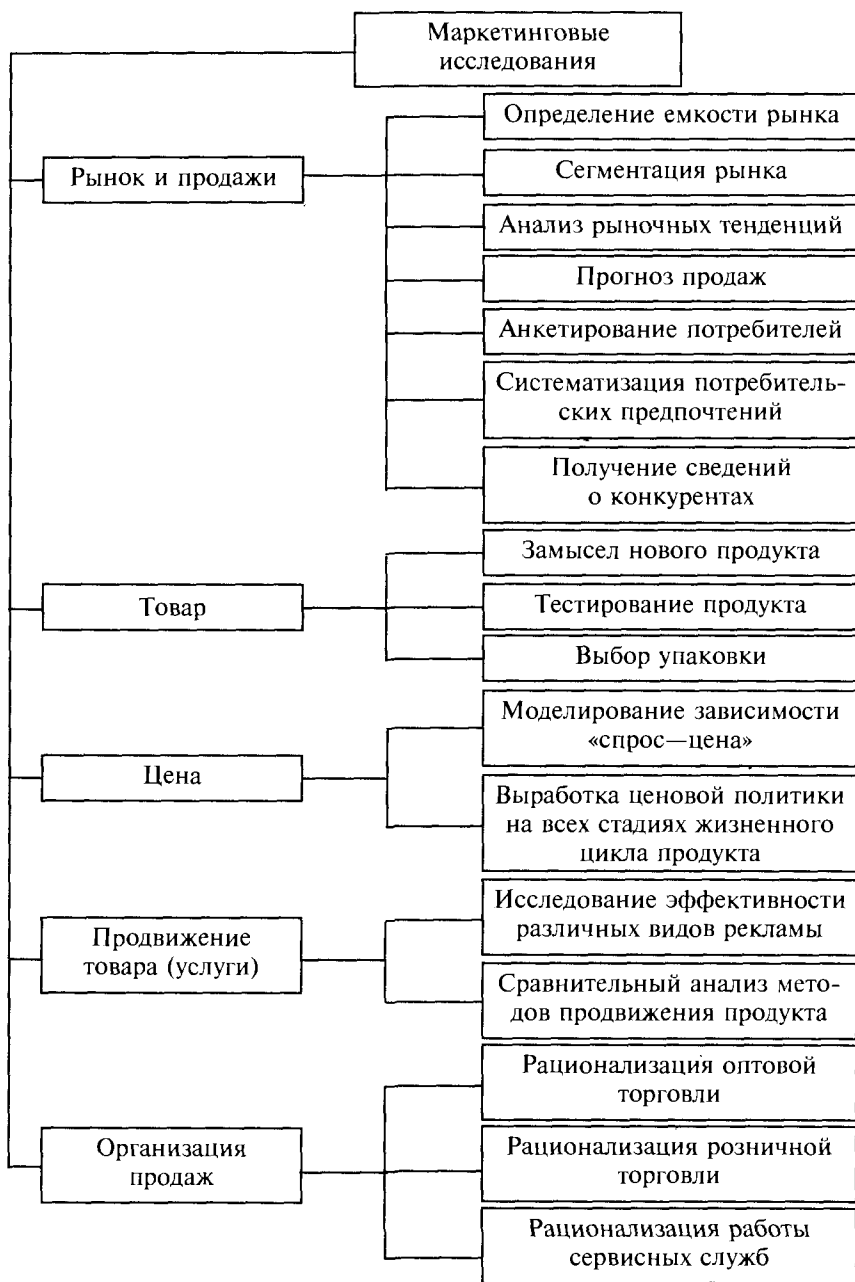 Маркетинговые
исследования
Определение емкости рынка
Рынок и продажи
Сегментация рынка
Анализ рыночных тенденций
Прогноз продаж
Анкетирование потребителей
Систематизация потребитель-
ских предпочтений
Получение сведений
о конкурентах
Товар
Замысел нового продукта
Тестирование продукта
Выбор упаковки
Цена
Моделирование зависимости
«спрос—цена»
Выработка ценовой политики
на всех стадиях жизненного
цикла продукта
Продвижение
товара (услуги)
Исследование эффективности
различных видов рекламы
Сравнительный анализ мето-
дов продвижения продукта
Организация
продаж
Рационализация оптовой
торговли
Рационализация розничной
торговли
Рационализация работы
сервисных служб